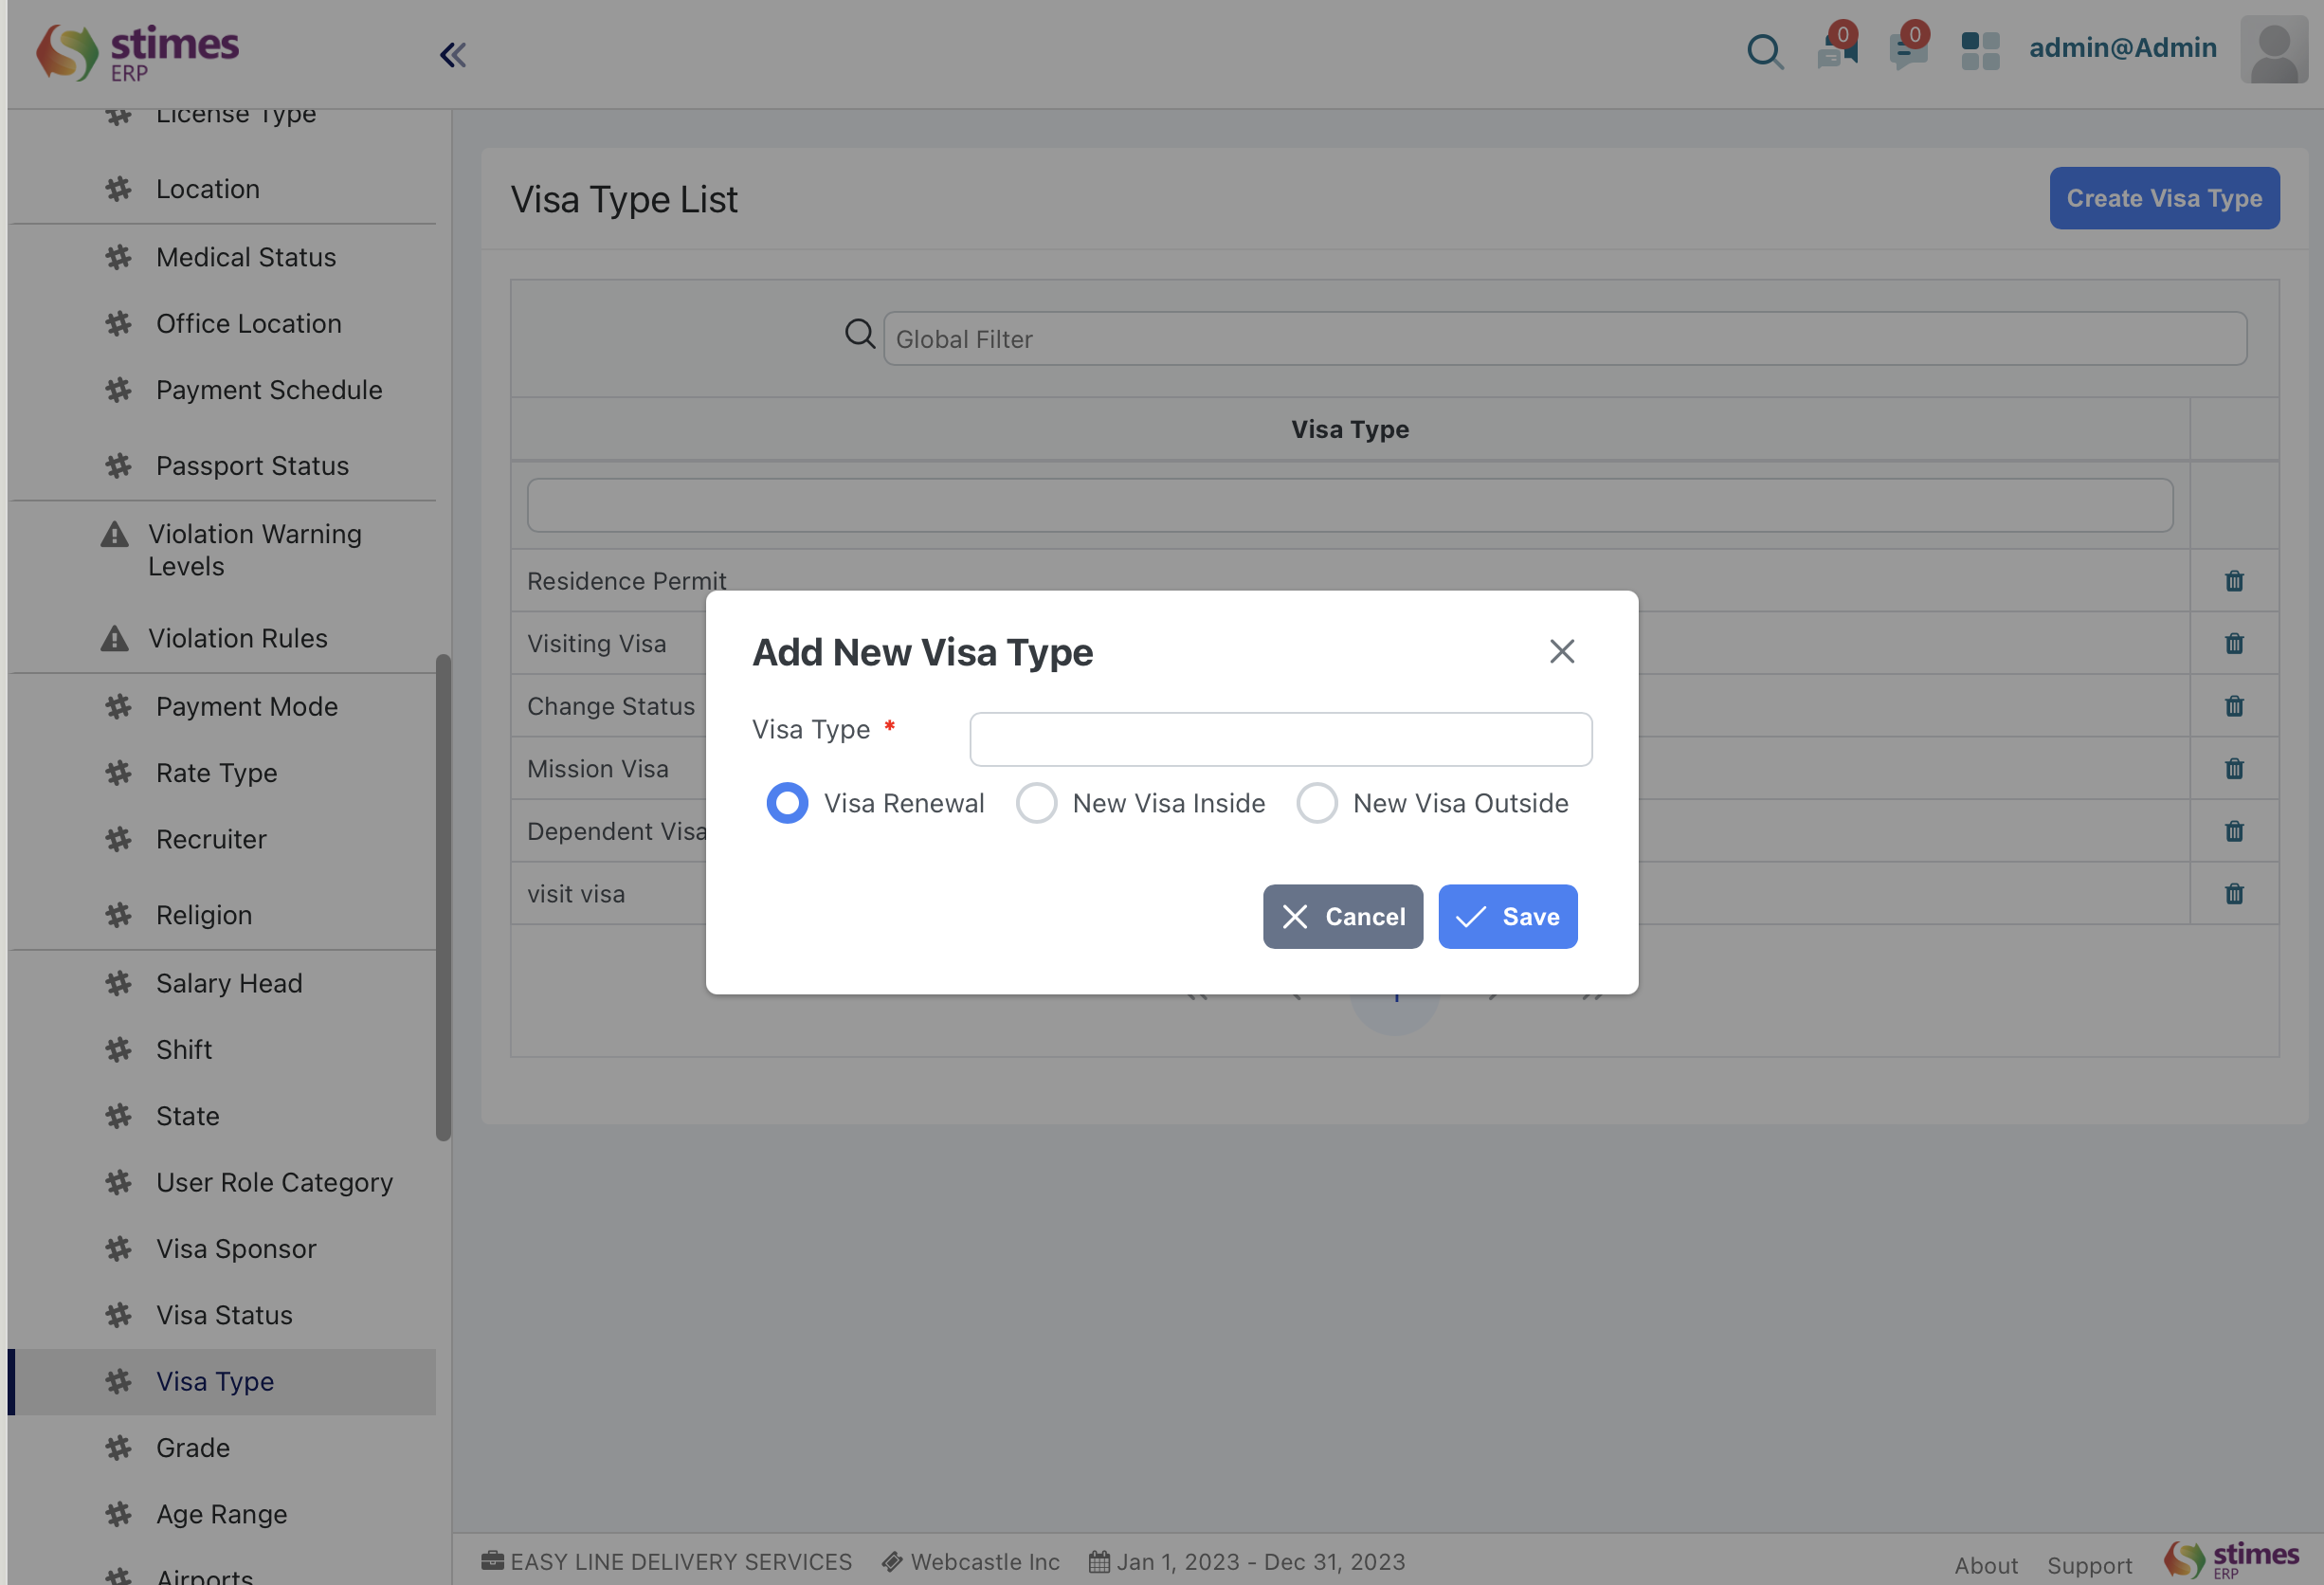 stimes
ERP
0
0
admin@Admin
License Type
Location
Medical Status
Office Location
Payment Schedule
Passport Status
Violation Warning
Levels
Violation Rules
Payment Mode
Rate Type
Recruiter
Religion
Salary Head
Shift
State
User Role Category
Visa Sponsor
Visa Status
Visa Type
Grade
Age Range
Airports
Visa Type List
Create Visa Type
Global Filter
Visa Type
Residence Permit
Visiting Visa
Change Status
Mission Visa
Dependent Visa
visit visa
Add New Visa Type
Visa Type *
Visa Renewal
New Visa Inside
New Visa Outside
Cancel
Save
EASY LINE DELIVERY SERVICES
Webcastle Inc
Jan 1, 2023 - Dec 31, 2023
About
Support
stimes
ERP